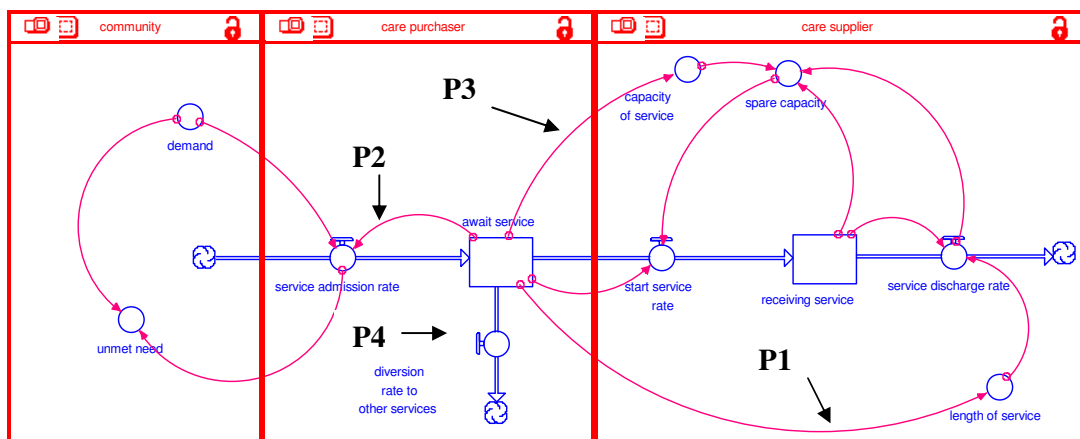 community
care purchaser
care supplier
P3
capacity
of service
spare capacity
demand
P2
await service
service admission rate
start service
rate
receiving service
service discharge rate
unmet need
P4
diversion
rate to
other services
P1
length of service